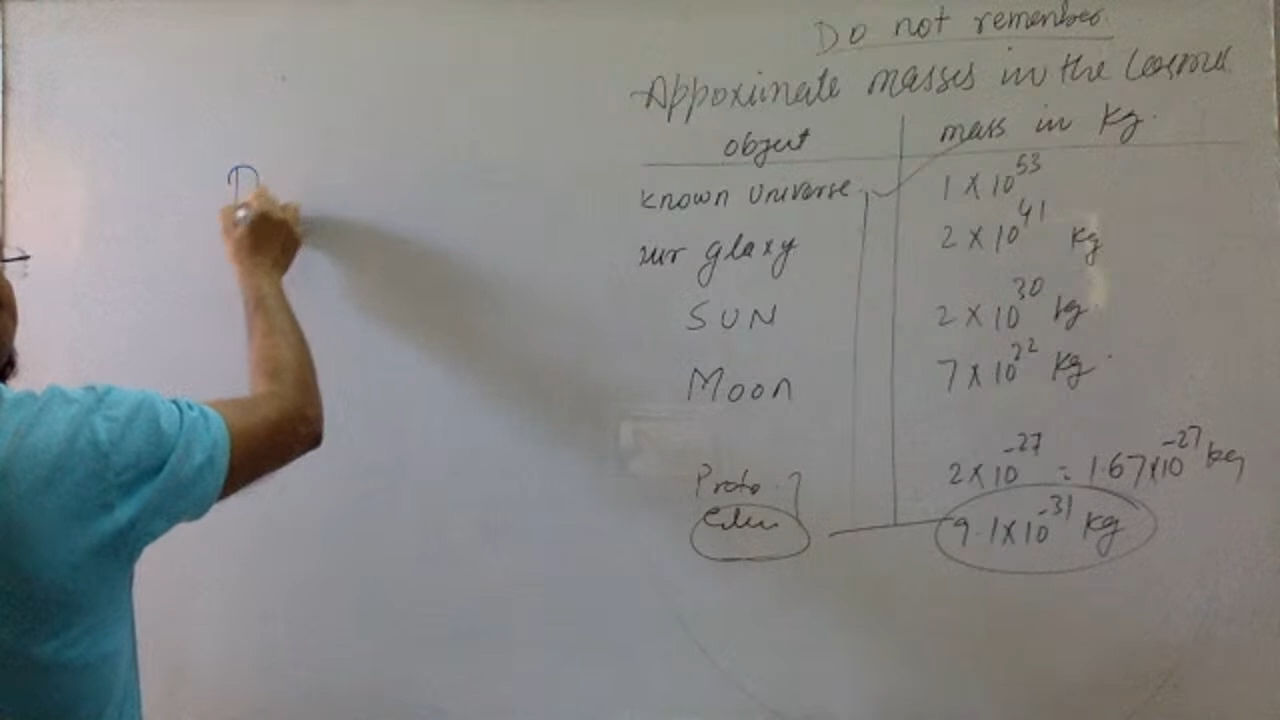 D
Do not remember
Appoximate masses in the Cosmus
object mass in Kg.
known Universe 1 X 10^53
our glaxy 2 X 10^41 kg
SUN 2 X 10^30 kg
Moon 7 X 10^22 kg
Proto 2 X 10^-27 = 1.67 X 10^-27 kg
9.1 X 10^-31 kg